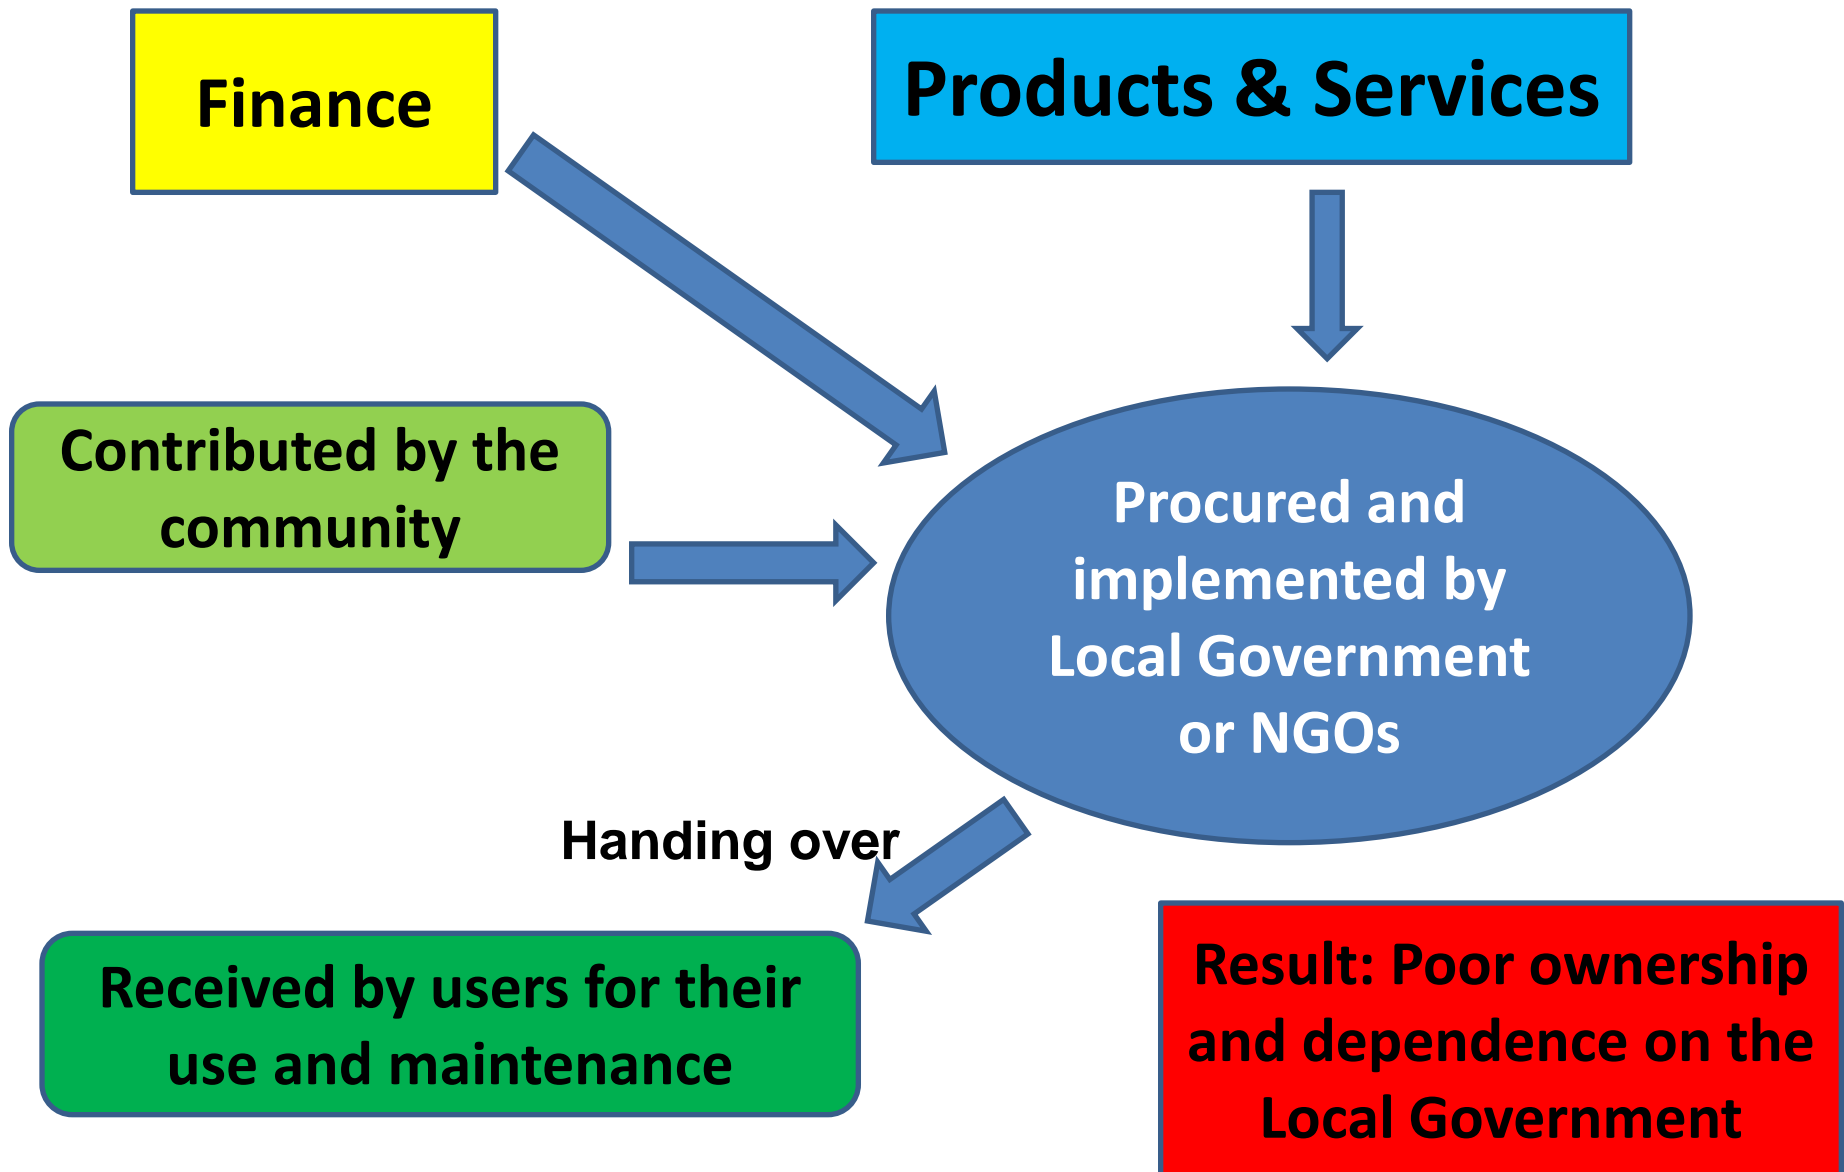 Finance
Products & Services
Contributed by the
community
Procured and
implemented by
Local Government
or NGOs
Handing over
Received by users for their
use and maintenance
Result: Poor ownership
and dependence on the
Local Government